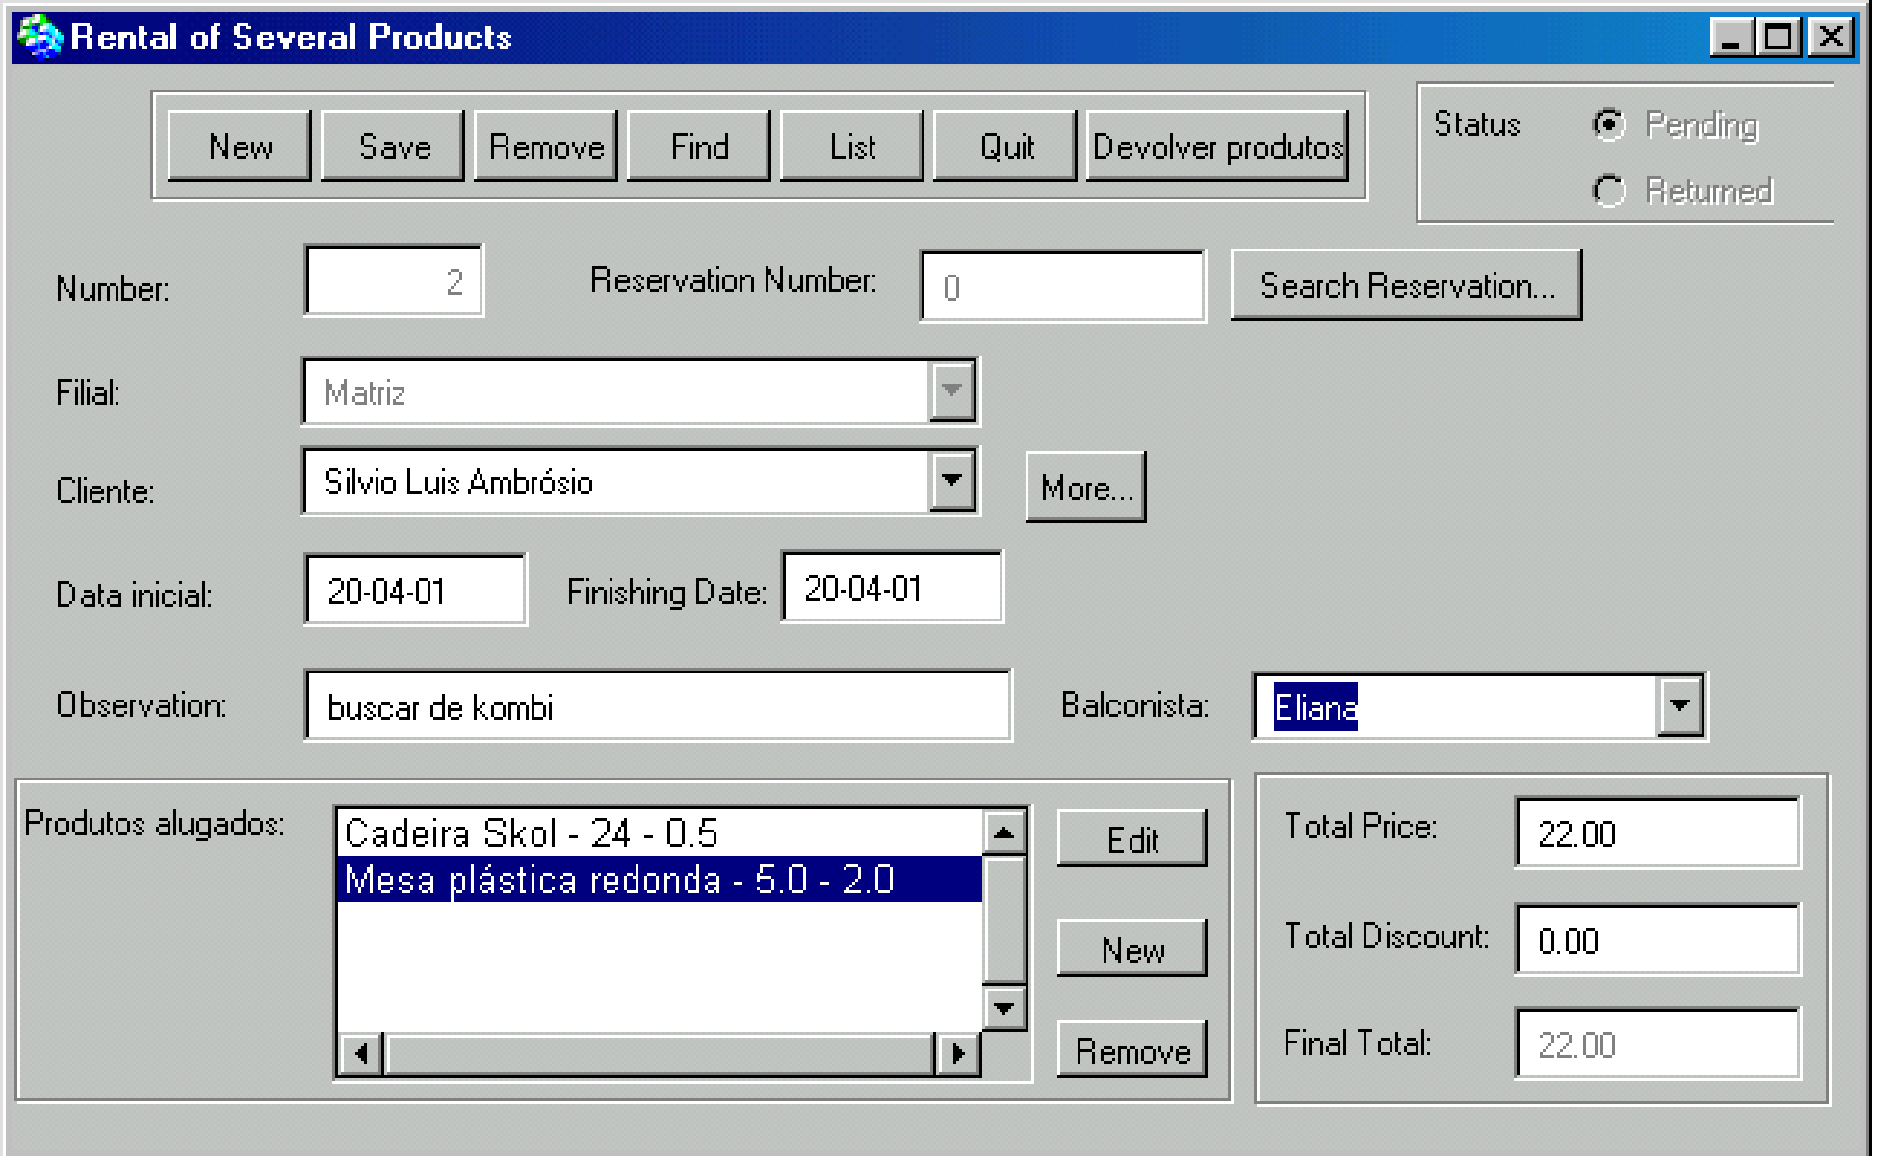 Rental of Several Products
New Save Remove Find List Quit Devolver produtos
Status Pending
Returned
Number: 2 Reservation Number: 0 Search Reservation...
Filial: Matriz
Cliente: Silvio Luis Ambrósio More...
Data inicial: 20-04-01 Finishing Date: 20-04-01
Observation: buscar de kombi Balconista: Eliana
Produtos alugados:
Cadeira Skol - 24 - 0.5
Mesa plástica redonda - 5.0 - 2.0
Edit
New
Remove
Total Price: 22.00
Total Discount: 0.00
Final Total: 22.00